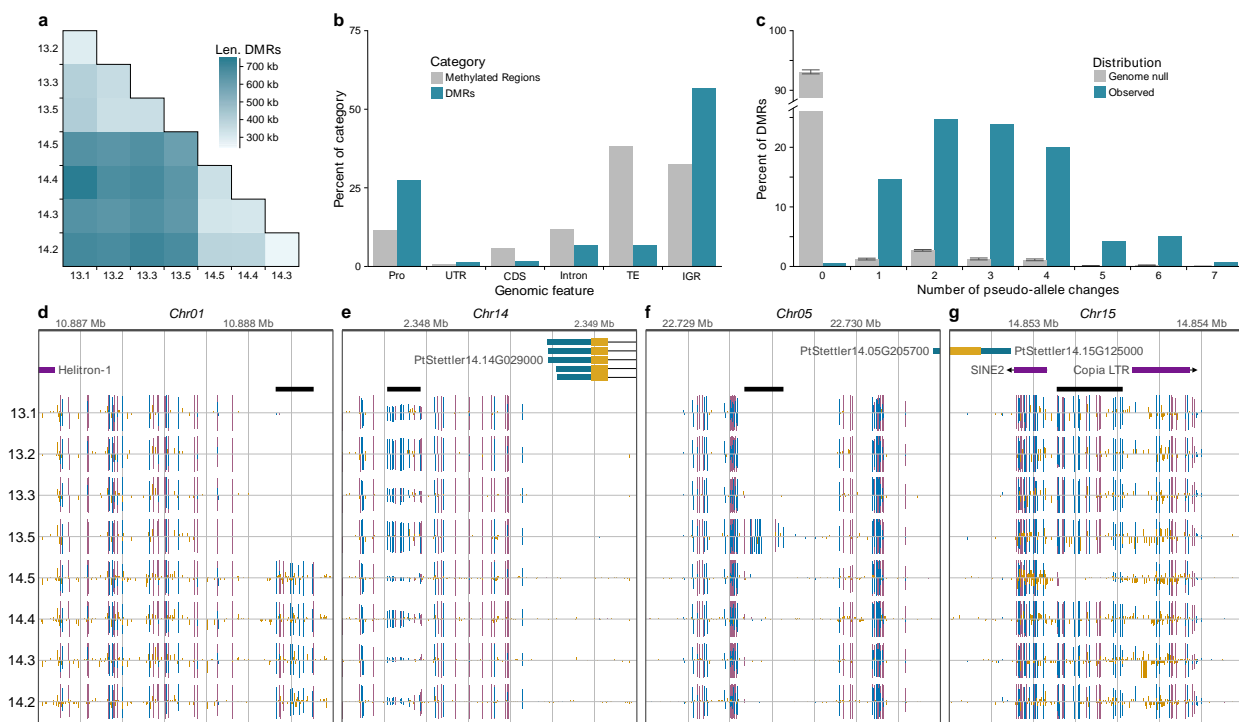 a
Len. DMRs
700 kb
600 kb
500 kb
400 kb
300 kb
13.2
13.3
13.5
14.5
14.4
14.3
14.2
13.1 13.2 13.3 13.5 14.5 14.4 14.3
b
Percent of category
75
50
25
0
Category
Methylated Regions
DMRs
Pro UTR CDS Intron TE IGR
Genomic feature
c
Percent of DMRs
100
90
20
10
0
Distribution
Genome null
Observed
0 1 2 3 4 5 6 7
Number of pseudo-allele changes
d Chr01
10.887 Mb 10.888 Mb
Helitron-1
e Chr14
2.348 Mb 2.349 Mb
PtStettler14.14G029000
f Chr05
22.729 Mb 22.730 Mb
PtStettler14.05G205700
g Chr15
14.853 Mb 14.854 Mb
PtStettler14.15G125000
SINE2 Copia LTR
13.1
13.2
13.3
13.5
14.5
14.4
14.3
14.2